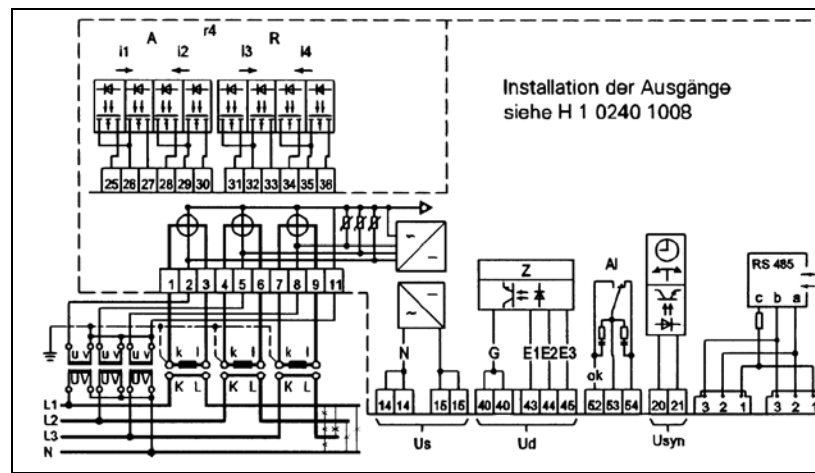 r4
A R
I1 I2 I3 I4
Installation der Ausgänge
siehe H 1 0240 1008
25 26 27 28 29 30 31 32 33 34 35 36
1 2 3 4 5 6 7 8 9 11
Z
Al
RS 485
c b a
N G E1 E2 E3
ok
u v u v u v
U V U V U V
k l k l k l
K L K L K L
14 14 15 15 40 40 43 44 45 52 53 54 20 21 3 2 1 3 2 1
Us Ud Usyn
L1
L2
L3
N